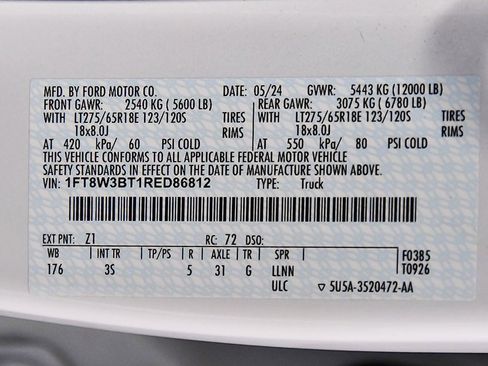 MFD. BY FORD MOTOR CO. DATE: 05/24 GVWR: 5443 KG (12000 LB)
FRONT GAWR: 2540 KG (5600 LB) REAR GAWR: 3075 KG (6780 LB)
WITH LT275/65R18E 123/120S TIRES WITH LT275/65R18E 123/120S TIRES
18x8.0J RIMS 18x8.0J RIMS
AT 420 kPa/ 60 PSI COLD AT 550 kPa/ 80 PSI COLD
THIS VEHICLE CONFORMS TO ALL APPLICABLE FEDERAL MOTOR VEHICLE
SAFETY STANDARDS IN EFFECT ON THE DATE OF MANUFACTURE SHOWN ABOVE.
VIN: 1FT8W3BT1RED86812 TYPE: Truck
EXT PNT: Z1 RC: 72 DSO:
WB INT TR TP/PS R AXLE TR SPR F0385
176 3S 5 31 G LLNN T0926
ULC ▽ 5U5A-3520472-AA